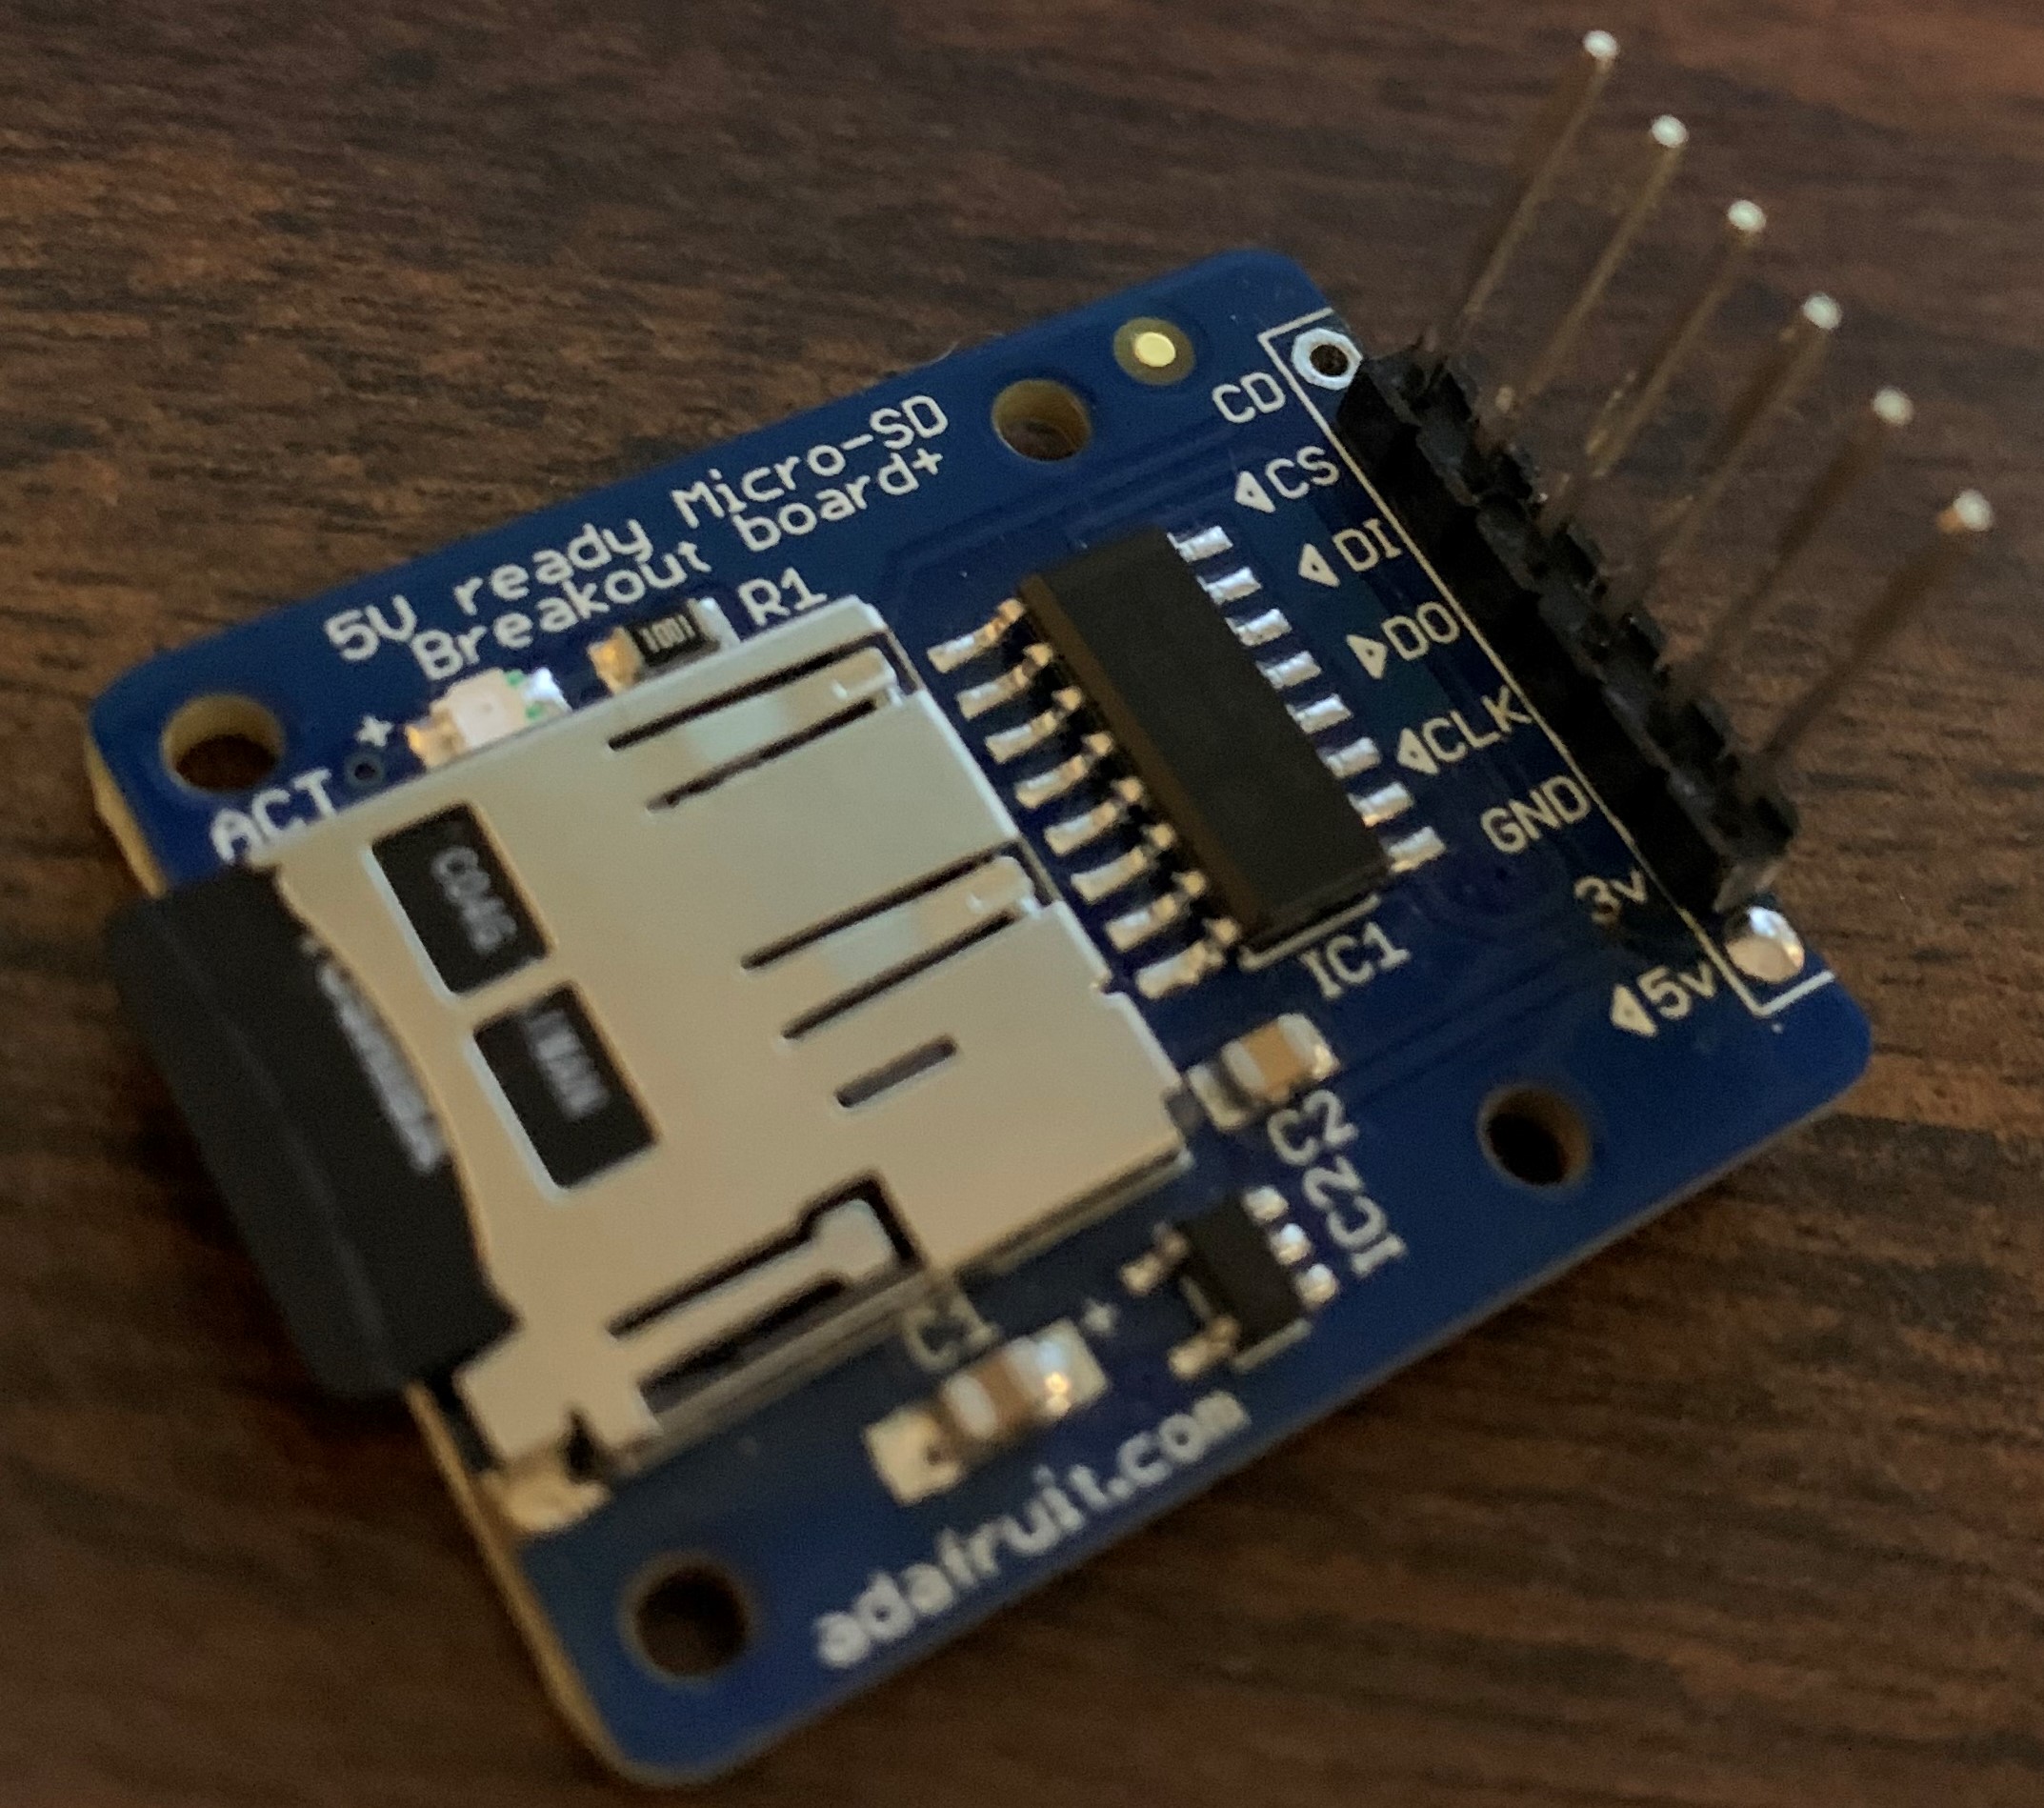 5V ready Micro-SD
Breakout board+
R1
1001
+
ACT
CD
CS
DI
DO
CLK
GND
3v
5v
IC1
C2
IC2
C1
+
adafruit.com